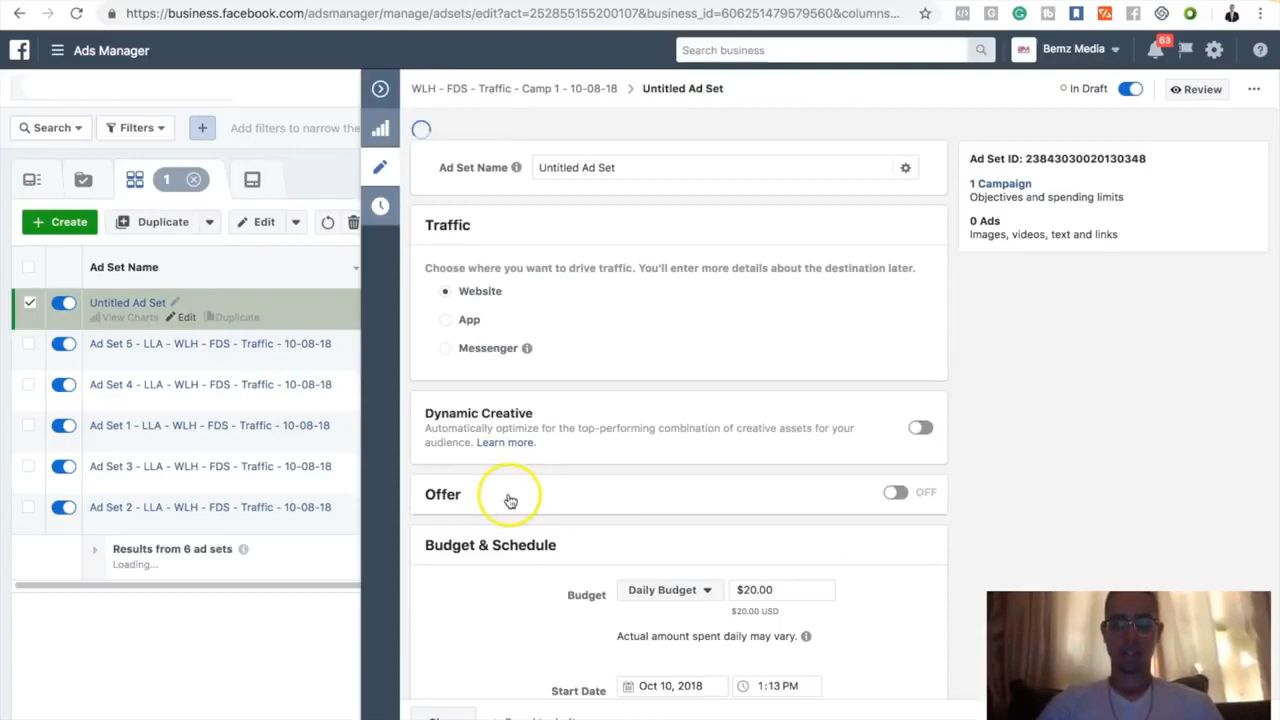 https://business.facebook.com/adsmanager/manage/adsets/edit?act=252855155200107&business_id=606251479579560&columns...
Ads Manager
Search business
Bemz Media
63
WLH - FDS - Traffic - Camp 1 - 10-08-18 > Untitled Ad Set
In Draft
Review
Search
Filters
Add filters to narrow the
1
Create
Duplicate
Edit
Ad Set Name
Untitled Ad Set
View Charts Edit Duplicate
Ad Set 5 - LLA - WLH - FDS - Traffic - 10-08-18
Ad Set 4 - LLA - WLH - FDS - Traffic - 10-08-18
Ad Set 1 - LLA - WLH - FDS - Traffic - 10-08-18
Ad Set 3 - LLA - WLH - FDS - Traffic - 10-08-18
Ad Set 2 - LLA - WLH - FDS - Traffic - 10-08-18
Results from 6 ad sets
Loading...
Ad Set Name Untitled Ad Set
Traffic
Choose where you want to drive traffic. You'll enter more details about the destination later.
Website
App
Messenger
Dynamic Creative
Automatically optimize for the top-performing combination of creative assets for your
audience. Learn more.
Offer
OFF
Budget & Schedule
Budget Daily Budget $20.00
$20.00 USD
Actual amount spent daily may vary.
Start Date Oct 10, 2018 1:13 PM
Ad Set ID: 23843030020130348
1 Campaign
Objectives and spending limits
0 Ads
Images, videos, text and links